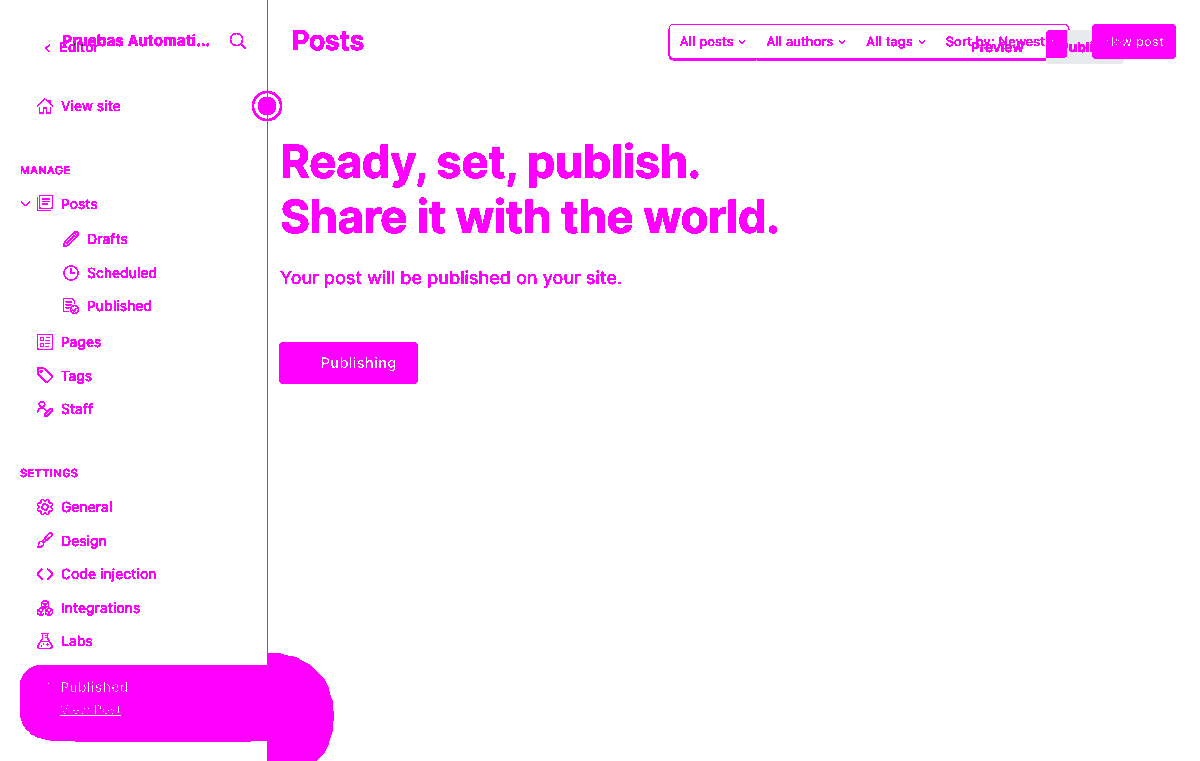 Pruebas Automati...
Editor
Posts
All posts
All authors
All tags
Sort by: Newest
Preview
New post
View site
Ready, set, publish.
Share it with the world.
MANAGE
Posts
Drafts
Your post will be published on your site.
Scheduled
Published
Pages
Publishing
Tags
Staff
SETTINGS
General
Design
Code injection
Integrations
Labs
Published
View Post